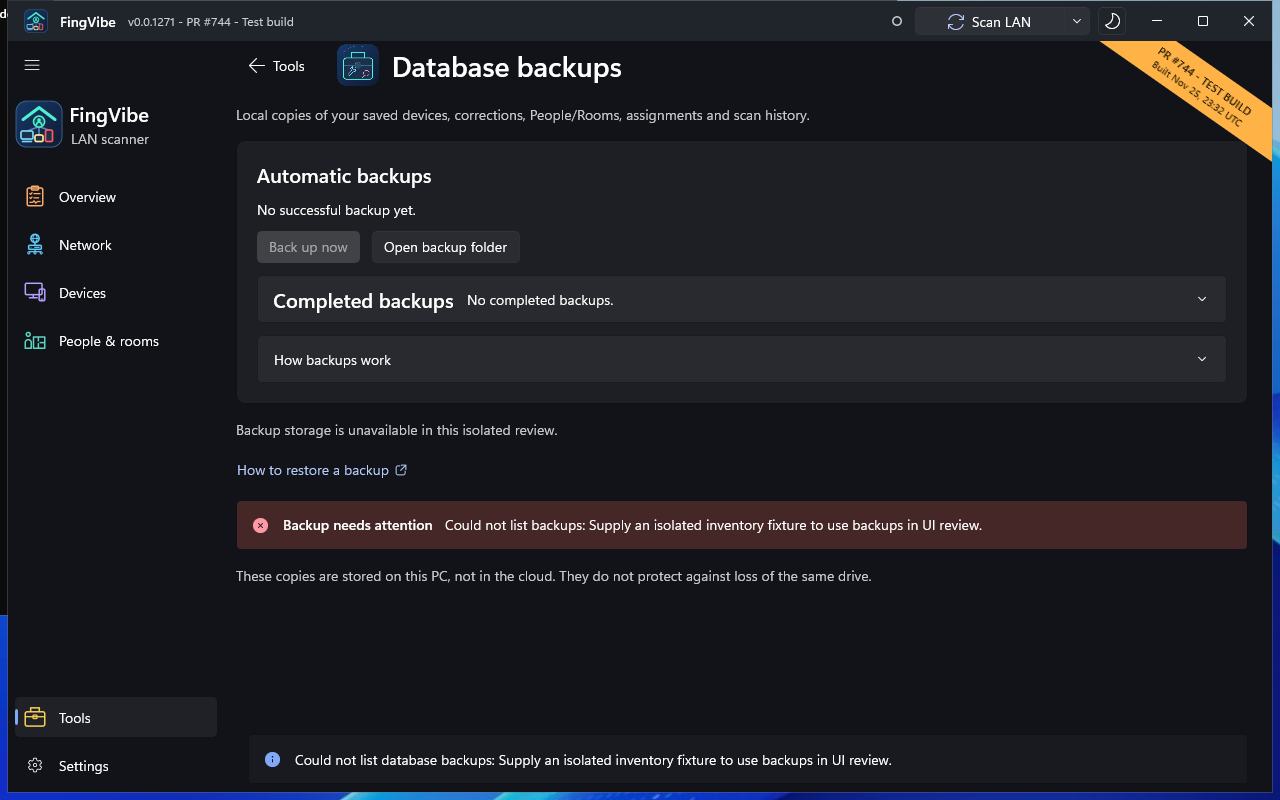 FingVibe v0.0.1271 - PR #744 - Test build
Scan LAN
PR #744 - TEST BUILD
Built Nov 25, 23:32 UTC
Tools
Database backups
FingVibe
LAN scanner
Overview
Network
Devices
People & rooms
Local copies of your saved devices, corrections, People/Rooms, assignments and scan history.
Automatic backups
No successful backup yet.
Back up now
Open backup folder
Completed backups No completed backups.
How backups work
Backup storage is unavailable in this isolated review.
How to restore a backup
Backup needs attention Could not list backups: Supply an isolated inventory fixture to use backups in UI review.
These copies are stored on this PC, not in the cloud. They do not protect against loss of the same drive.
Tools
Settings
Could not list database backups: Supply an isolated inventory fixture to use backups in UI review.